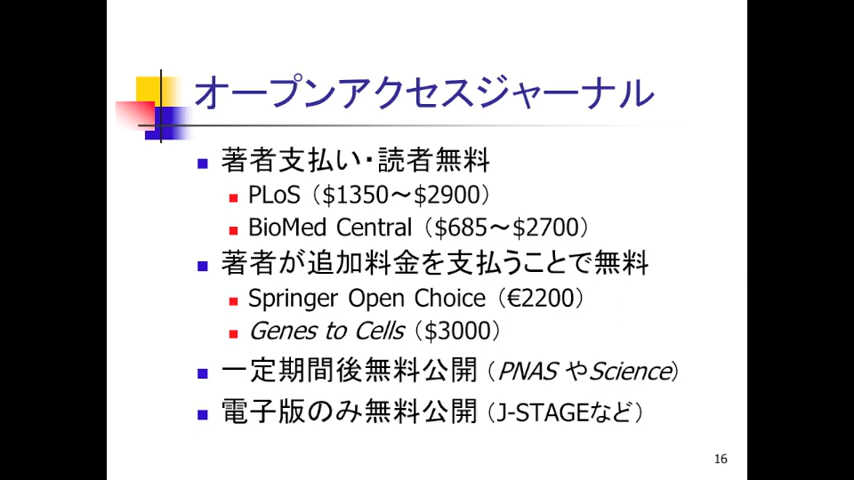 オープンアクセスジャーナル
著者支払い・読者無料
PLoS（$1350～$2900）
BioMed Central（$685～$2700）
著者が追加料金を支払うことで無料
Springer Open Choice（€2200）
Genes to Cells（$3000）
一定期間後無料公開（PNAS やScience）
電子版のみ無料公開（J-STAGEなど）
16